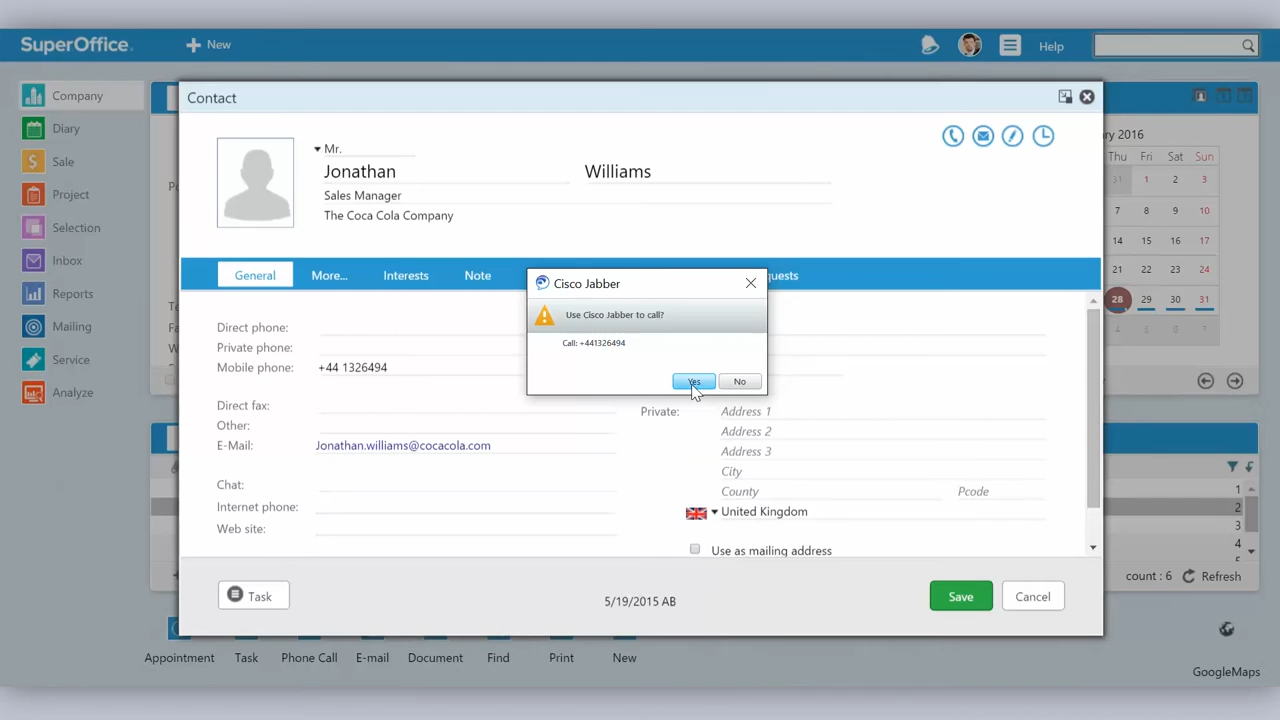 SuperOffice.
New
Help
Company
Diary
Sale
Project
Selection
Inbox
Reports
Mailing
Service
Analyze
Contact
Mr.
Jonathan Williams
Sales Manager
The Coca Cola Company
General More... Interests Note
Direct phone:
Private phone:
Mobile phone: +44 1326494
Direct fax:
Other:
E-Mail: Jonathan.williams@cocacola.com
Chat:
Internet phone:
Web site:
Cisco Jabber
Use Cisco Jabber to call?
Call: +441326494
Yes No
Private: Address 1
Address 2
Address 3
City
County Pcode
United Kingdom
Use as mailing address
Task
5/19/2015 AB
Save Cancel
2016
Thu Fri Sat Sun
31 1 2 3
7 8 9 10
14 15 16 17
21 22 23 24
28 29 30 31
4 5 6 7
1
2
3
4
count : 6 Refresh
Appointment Task Phone Call E-mail Document Find Print New
GoogleMaps